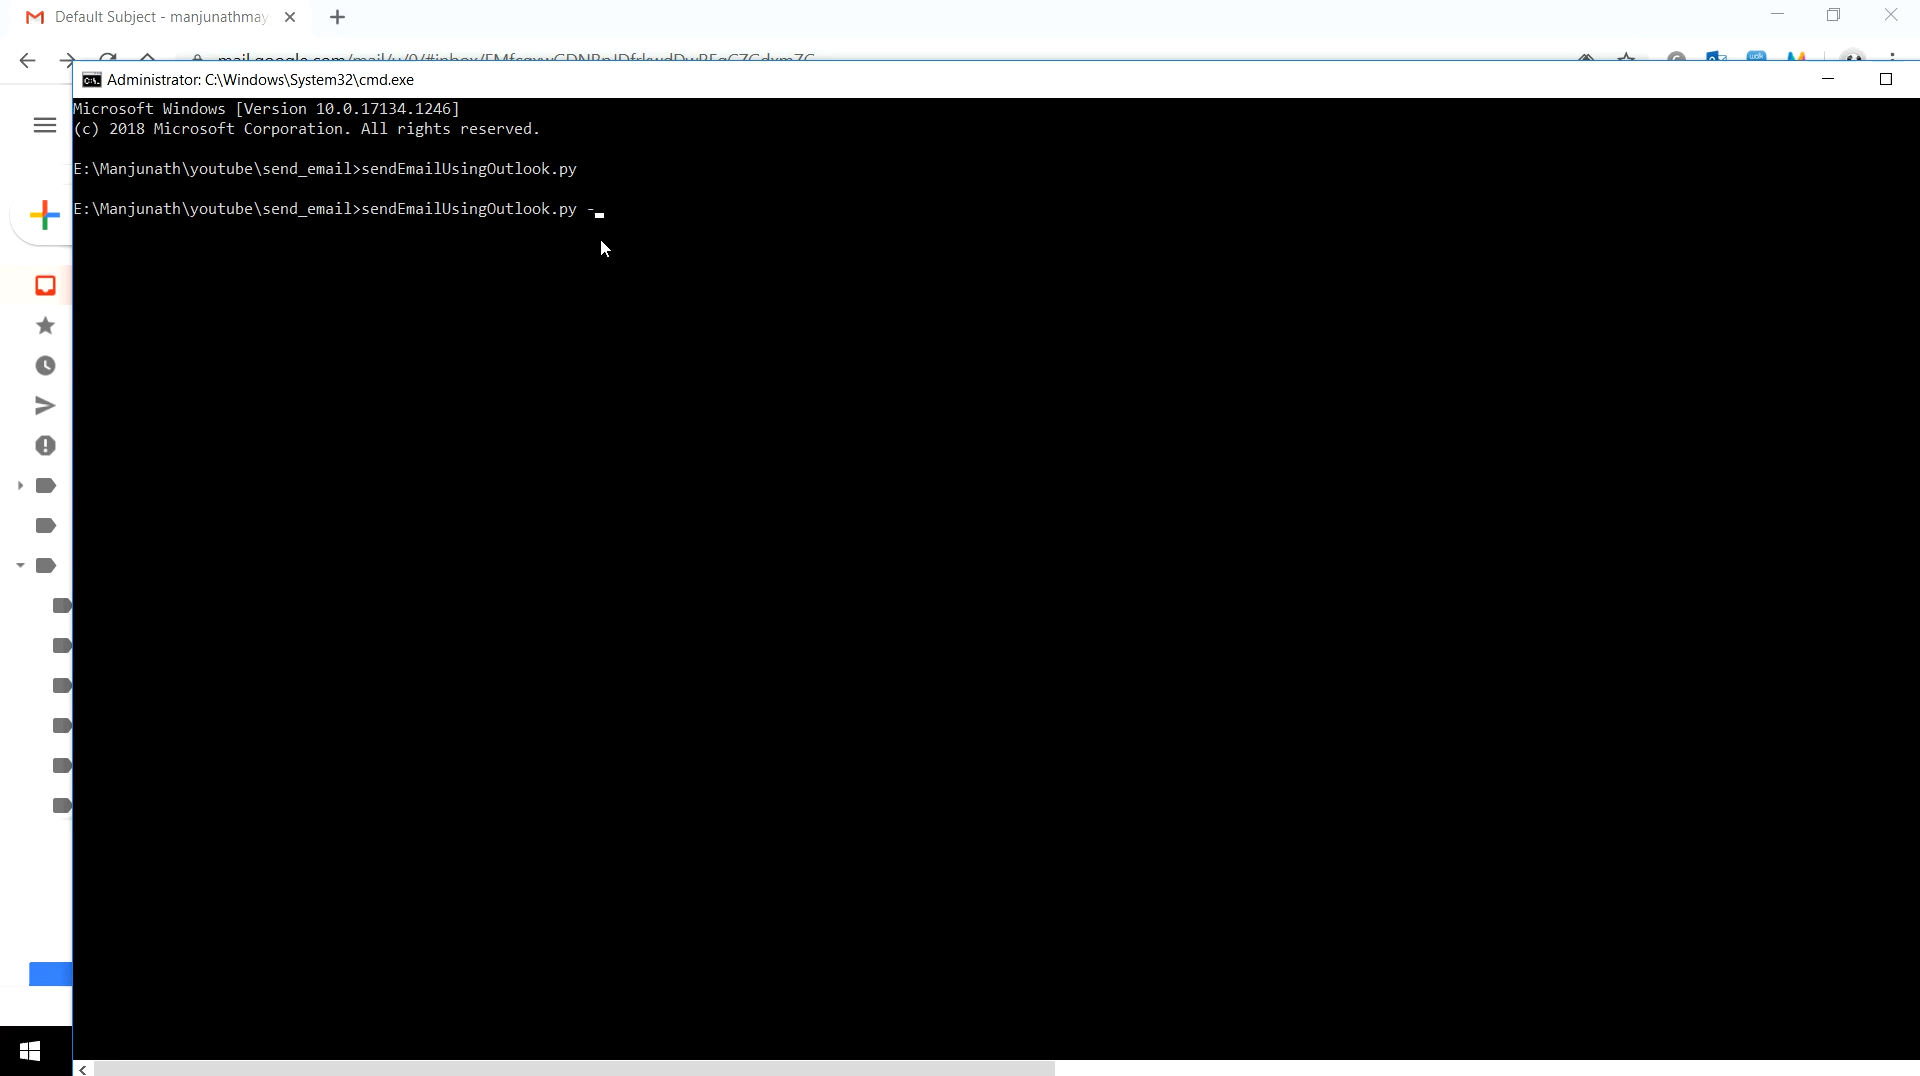 Default Subject - manjunathmay
Administrator: C:\Windows\System32\cmd.exe
Microsoft Windows [Version 10.0.17134.1246]
(c) 2018 Microsoft Corporation. All rights reserved.
E:\Manjunath\youtube\send_email>sendEmailUsingOutlook.py
E:\Manjunath\youtube\send_email>sendEmailUsingOutlook.py -